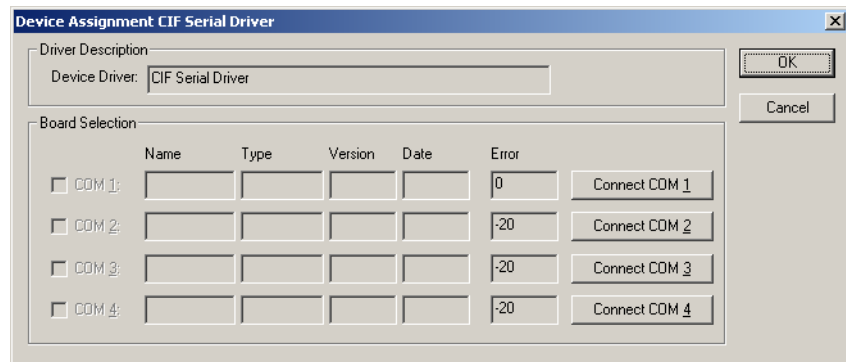 Device Assignment CIF Serial Driver
Driver Description
Device Driver: CIF Serial Driver
OK
Cancel
Board Selection
Name Type Version Date Error
COM 1: 0 Connect COM 1
COM 2: -20 Connect COM 2
COM 3: -20 Connect COM 3
COM 4: -20 Connect COM 4